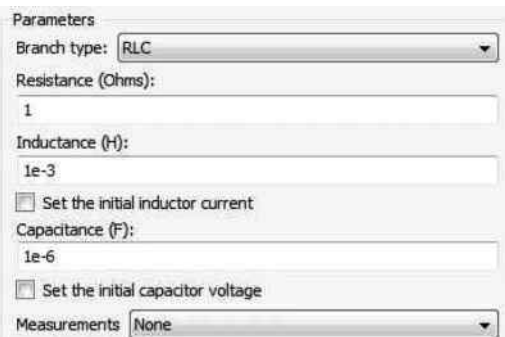 Parameters
Branch type: RLC
Resistance (Ohms):
1
Inductance (H):
1e-3
Set the initial inductor current
Capacitance (F):
1e-6
Set the initial capacitor voltage
Measurements None